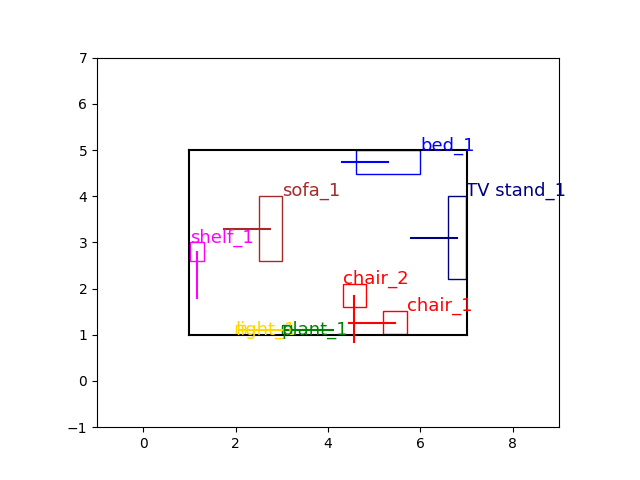 7
6
5
4
3
2
1
0
−1
0
2
4
6
8
bed_1
sofa_1
TV stand_1
shelf_1
chair_2
chair_1
light_1
plant_1